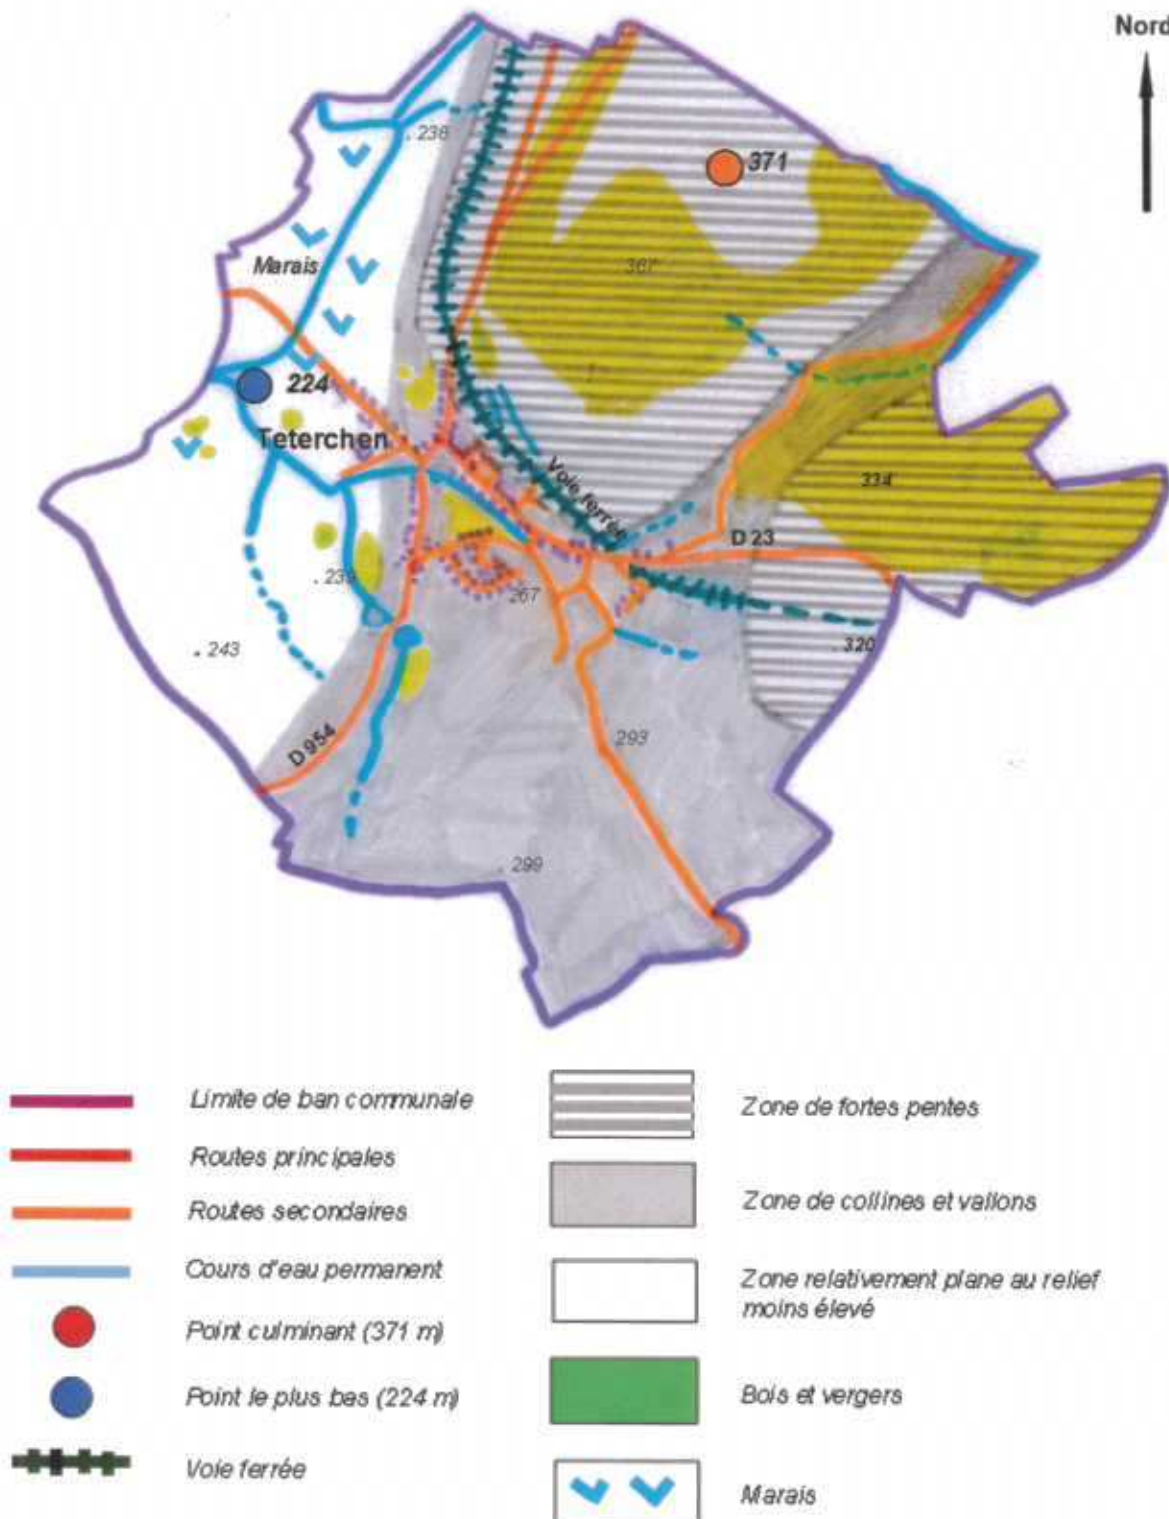 Nord
238
371
Marais
367
224
Teterchen
Voie ferrée
334
D 23
239
267
243
320
D 954
293
299
Limite de ban communale
Routes principales
Routes secondaires
Cours d'eau permanent
Point culminant (371 m)
Point le plus bas (224 m)
Voie ferrée
Zone de fortes pentes
Zone de collines et vallons
Zone relativement plane au relief
moins élevé
Bois et vergers
Marais